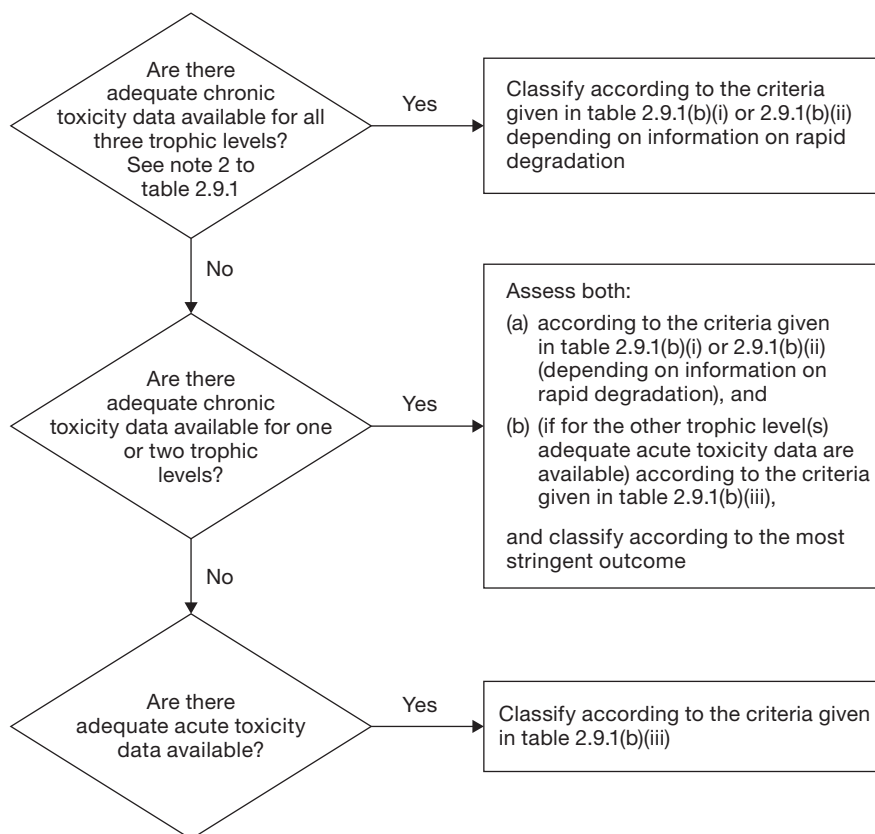 Are there
adequate chronic
toxicity data available for all
three trophic levels?
See note 2 to
table 2.9.1
Yes
Classify according to the criteria
given in table 2.9.1(b)(i) or 2.9.1(b)(ii)
depending on information on rapid
degradation
No
Are there
adequate chronic
toxicity data available for one
or two trophic
levels?
Yes
Assess both:
(a) according to the criteria given
in table 2.9.1(b)(i) or 2.9.1(b)(ii)
(depending on information on
rapid degradation), and
(b) (if for the other trophic level(s)
adequate acute toxicity data are
available) according to the criteria
given in table 2.9.1(b)(iii),
and classify according to the most
stringent outcome
No
Are there
adequate acute toxicity
data available?
Yes
Classify according to the criteria given
in table 2.9.1(b)(iii)